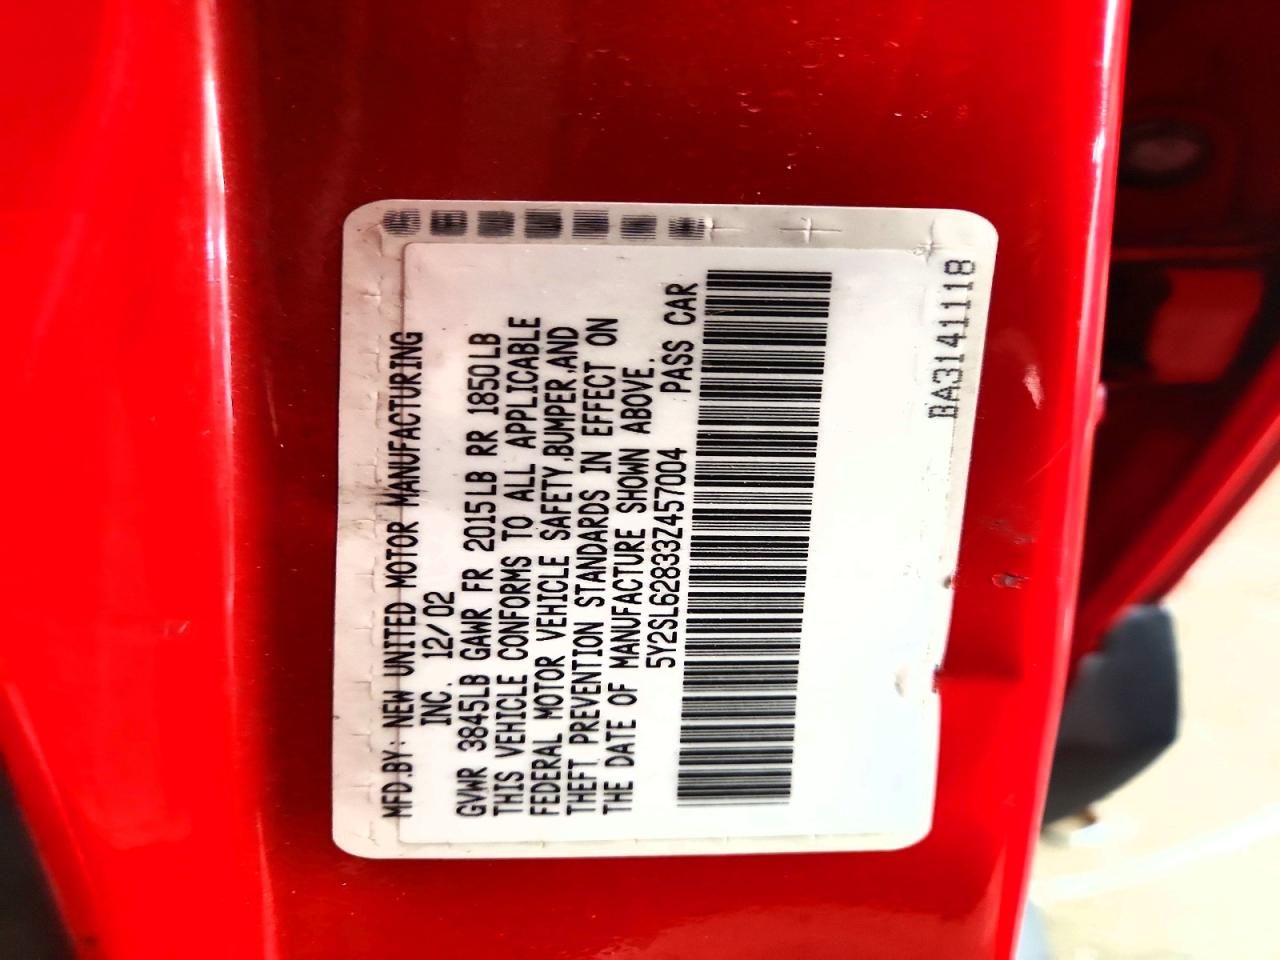 MFD.BY: NEW UNITED MOTOR MANUFACTURING
INC. 12/02
GVWR 3845LB GAWR FR 2015LB RR 1850LB
THIS VEHICLE CONFORMS TO ALL APPLICABLE
FEDERAL MOTOR VEHICLE SAFETY,BUMPER,AND
THEFT PREVENTION STANDARDS IN EFFECT ON
THE DATE OF MANUFACTURE SHOWN ABOVE.
5Y2SL62833Z457004 PASS CAR
BA3141118